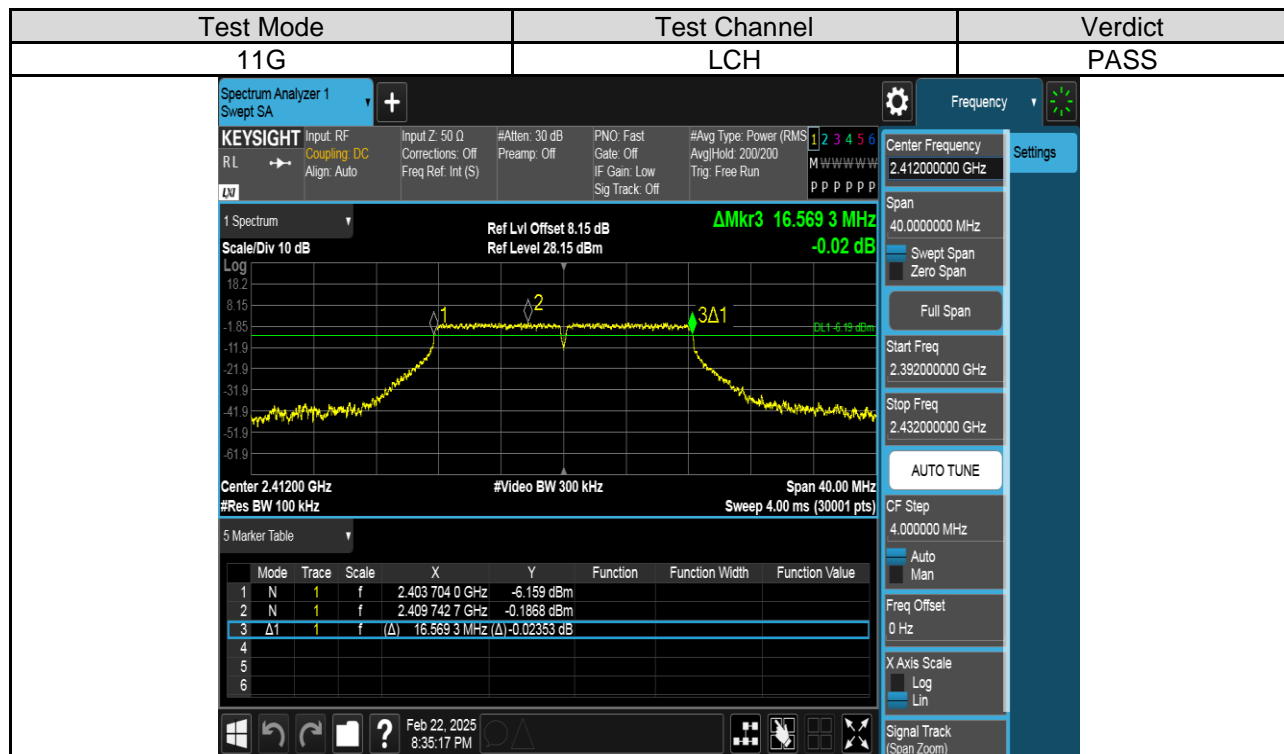 Test Mode Test Channel Verdict
11G LCH PASS
Spectrum Analyzer 1
Swept SA
+
Frequency
KEYSIGHT Input: RF Input Z: 50 Ω #Atten: 30 dB PNO: Fast #Avg Type: Power (RMS 1 2 3 4 5 6
RL Coupling: DC Corrections: Off Preamp: Off Gate: Off Avg|Hold: 200/200 M W W W W W
Align: Auto Freq Ref: Int (S) IF Gain: Low Trig: Free Run
LXI Sig Track: Off P P P P P P
1 Spectrum
Ref Lvl Offset 8.15 dB ΔMkr3 16.569 3 MHz
Scale/Div 10 dB Ref Level 28.15 dBm -0.02 dB
Log
18.2
8.15
-1.85
-11.9
-21.9
-31.9
-41.9
-51.9
-61.9
1 2 3Δ1
DL1 -6.19 dBm
Center 2.41200 GHz #Video BW 300 kHz Span 40.00 MHz
#Res BW 100 kHz Sweep 4.00 ms (30001 pts)
5 Marker Table
Mode Trace Scale X Y Function Function Width Function Value
1 N 1 f 2.403 704 0 GHz -6.159 dBm
2 N 1 f 2.409 742 7 GHz -0.1868 dBm
3 Δ1 1 f (Δ) 16.569 3 MHz (Δ) -0.02353 dB
4
5
6
Feb 22, 2025
8:35:17 PM
?
Center Frequency
2.412000000 GHz
Settings
Span
40.0000000 MHz
Swept Span
Zero Span
Full Span
Start Freq
2.392000000 GHz
Stop Freq
2.432000000 GHz
AUTO TUNE
CF Step
4.000000 MHz
Auto
Man
Freq Offset
0 Hz
X Axis Scale
Log
Lin
Signal Track
(Span Zoom)